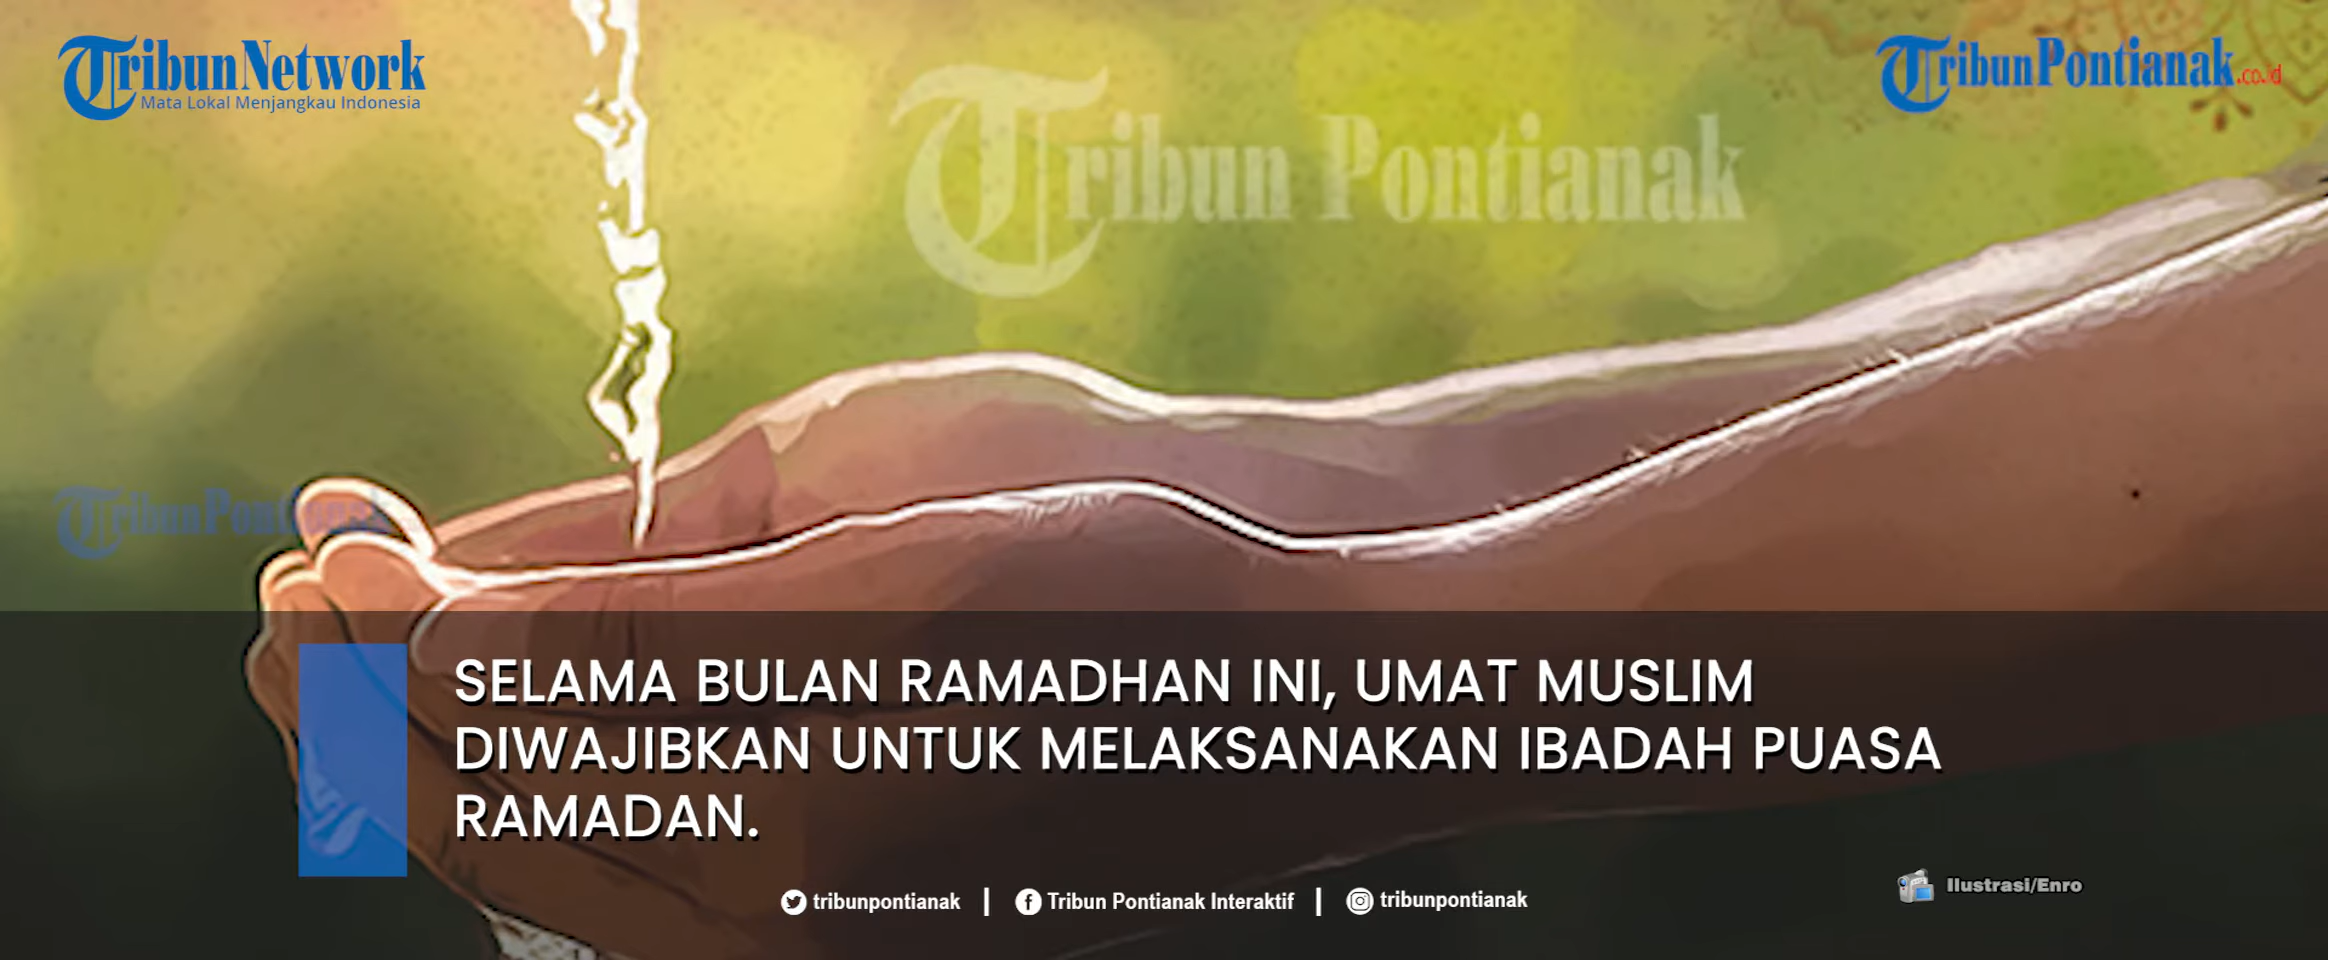 TribunNetwork
Mata Lokal Menjangkau Indonesia
TribunPontianak.co.id
Tribun Pontianak
TribunPontianak
SELAMA BULAN RAMADHAN INI, UMAT MUSLIM
DIWAJIBKAN UNTUK MELAKSANAKAN IBADAH PUASA
RAMADAN.
tribunpontianak | Tribun Pontianak Interaktif | tribunpontianak
Ilustrasi/Enro